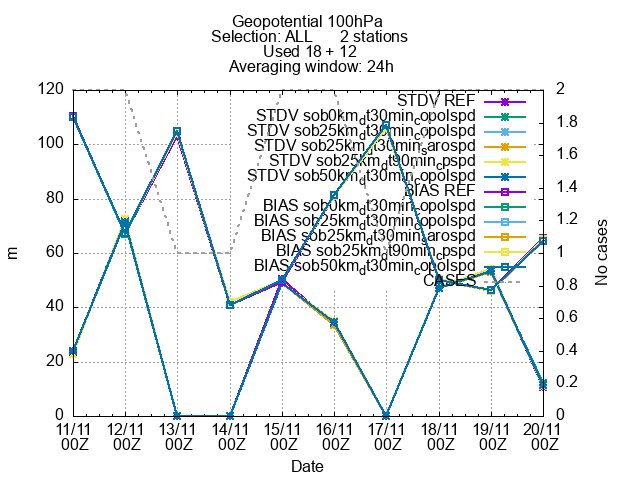 Geopotential 100hPa
Selection: ALL 2 stations
Used 18 + 12
Averaging window: 24h
120
100
80
60
40
20
0
m
2
1.8
1.6
1.4
1.2
1
0.8
0.6
0.4
0.2
0
No cases
STDV REF
STDV sob0km_dt30min_copolspd
STDV sob25km_dt30min_copolspd
STDV sob25km_dt30min_sarospd
STDV sob25km_dt90min_cpspd
STDV sob50km_dt30min_copolspd
BIAS REF
BIAS sob0km_dt30min_copolspd
BIAS sob25km_dt30min_copolspd
BIAS sob25km_dt30min_sarospd
BIAS sob25km_dt90min_cpspd
BIAS sob50km_dt30min_copolspd
CASES
11/11 12/11 13/11 14/11 15/11 16/11 17/11 18/11 19/11 20/11
00Z 00Z 00Z 00Z 00Z 00Z 00Z 00Z 00Z 00Z
Date